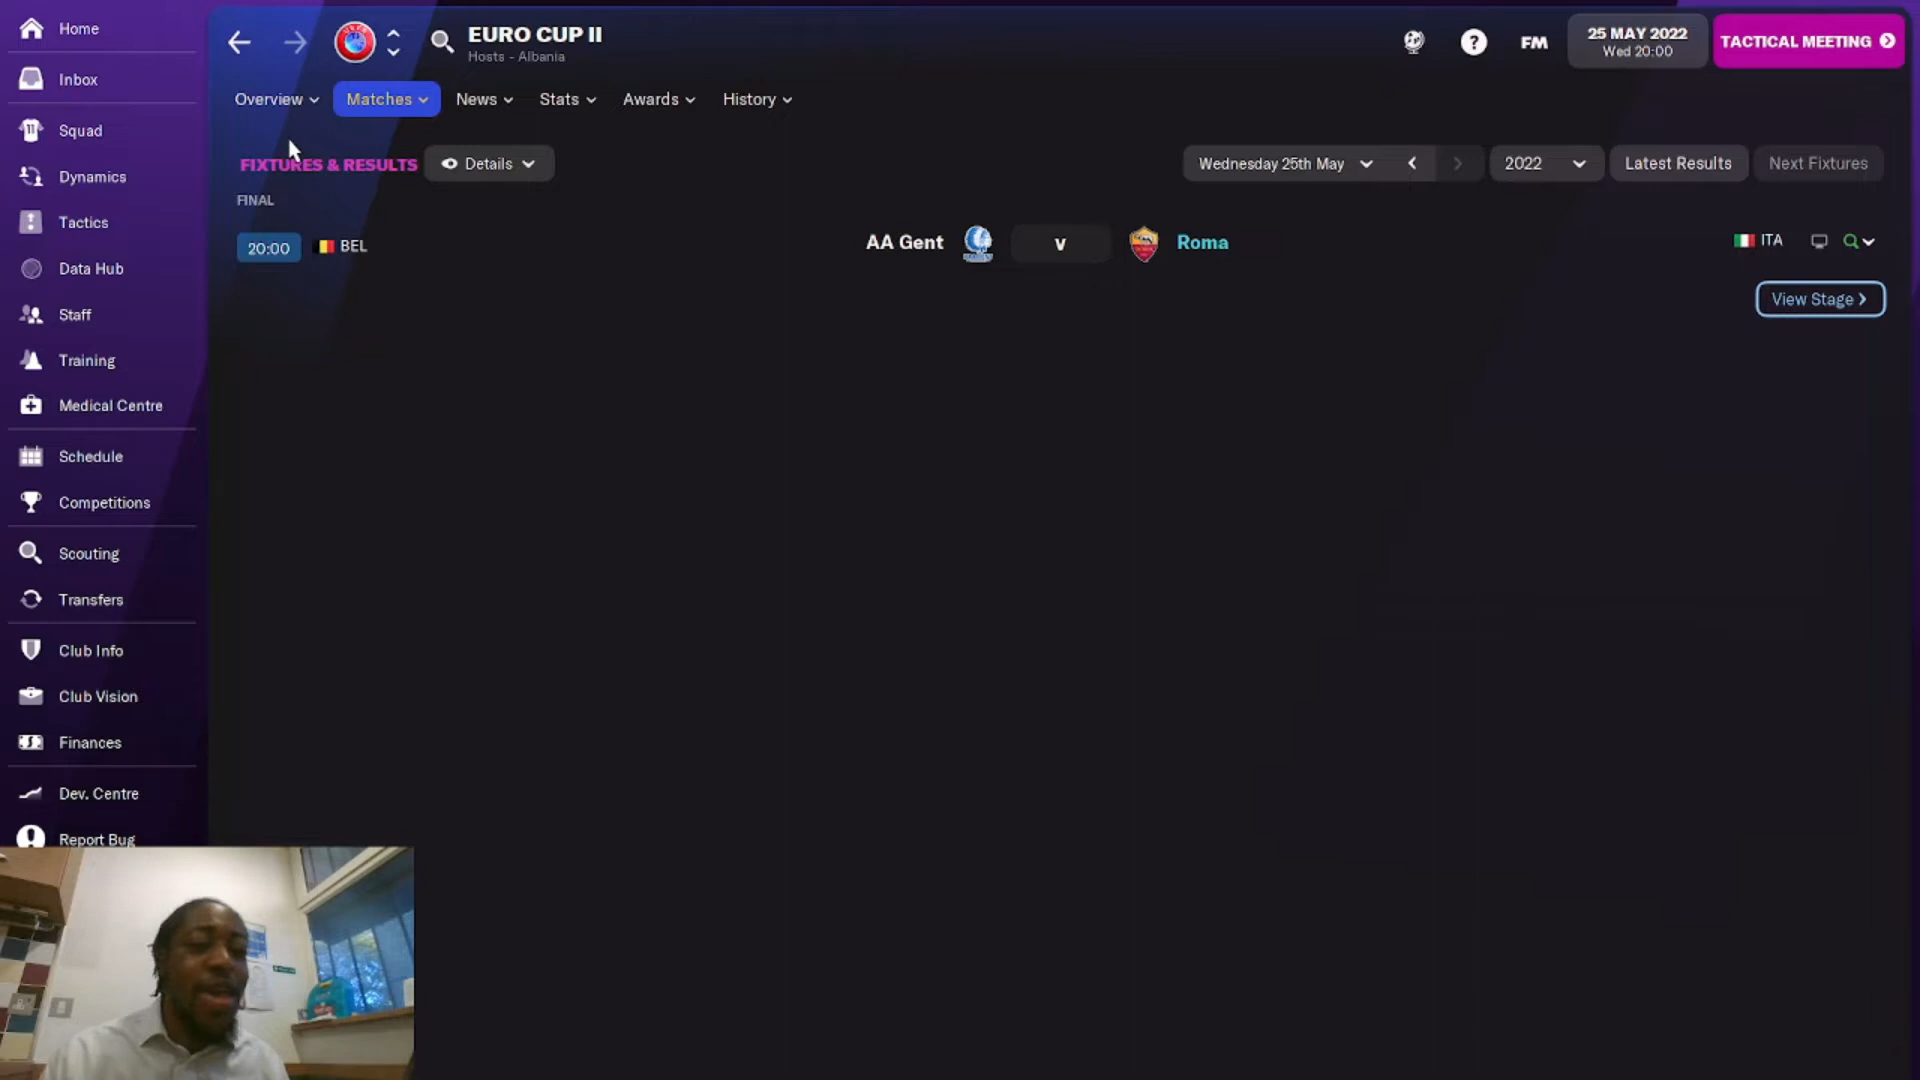 Home
Inbox
Squad
Dynamics
Tactics
Data Hub
Staff
Training
Medical Centre
Schedule
Competitions
Scouting
Transfers
Club Info
Club Vision
Finances
Dev. Centre
Report Bug
EURO CUP II
Hosts - Albania
FM
25 MAY 2022
Wed 20:00
TACTICAL MEETING
Overview
Matches
News
Stats
Awards
History
FIXTURES & RESULTS
Details
Wednesday 25th May
2022
Latest Results
Next Fixtures
FINAL
20:00 BEL AA Gent v Roma ITA
View Stage